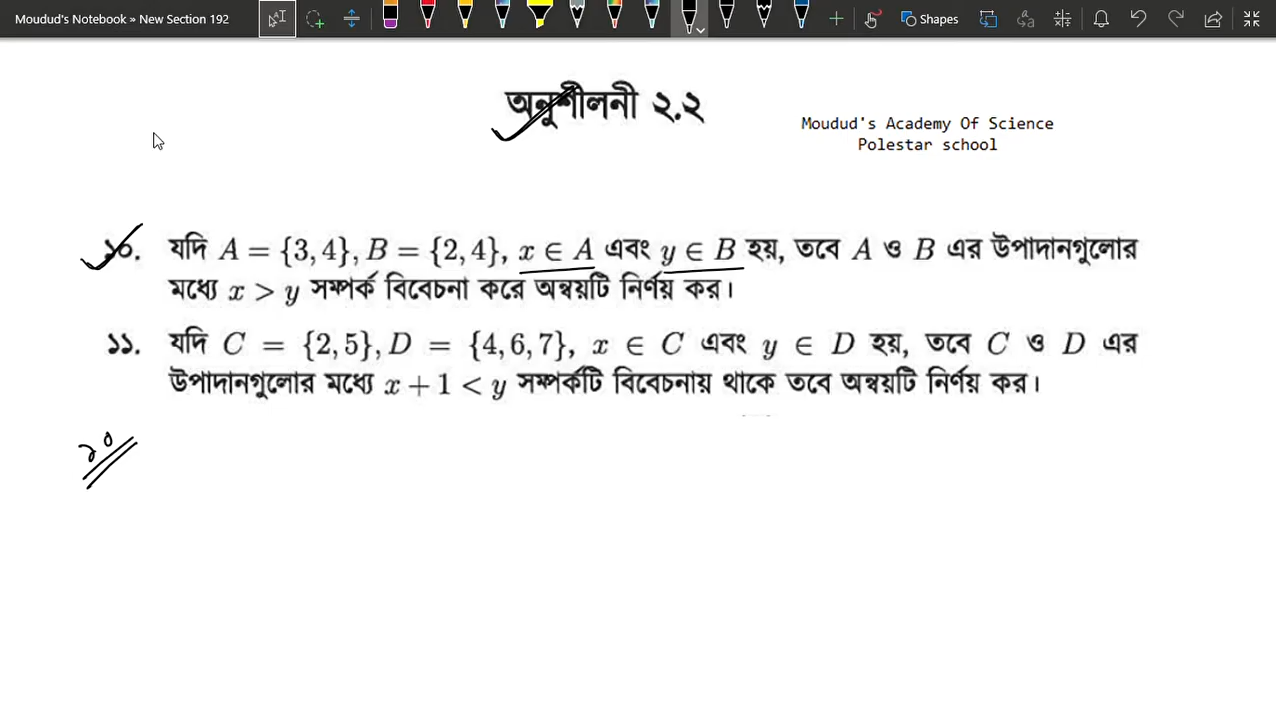 Moudud's Notebook » New Section 192
Shapes
অনুশীলনী ২.২
Moudud's Academy Of Science
Polestar school
১০. যদি A = {3, 4}, B = {2, 4}, x ∈ A এবং y ∈ B হয়, তবে A ও B এর উপাদানগুলোর
মধ্যে x > y সম্পর্ক বিবেচনা করে অন্বয়টি নির্ণয় কর।
১১. যদি C = {2, 5}, D = {4, 6, 7}, x ∈ C এবং y ∈ D হয়, তবে C ও D এর
উপাদানগুলোর মধ্যে x + 1 < y সম্পর্কটি বিবেচনায় থাকে তবে অন্বয়টি নির্ণয় কর।
১০